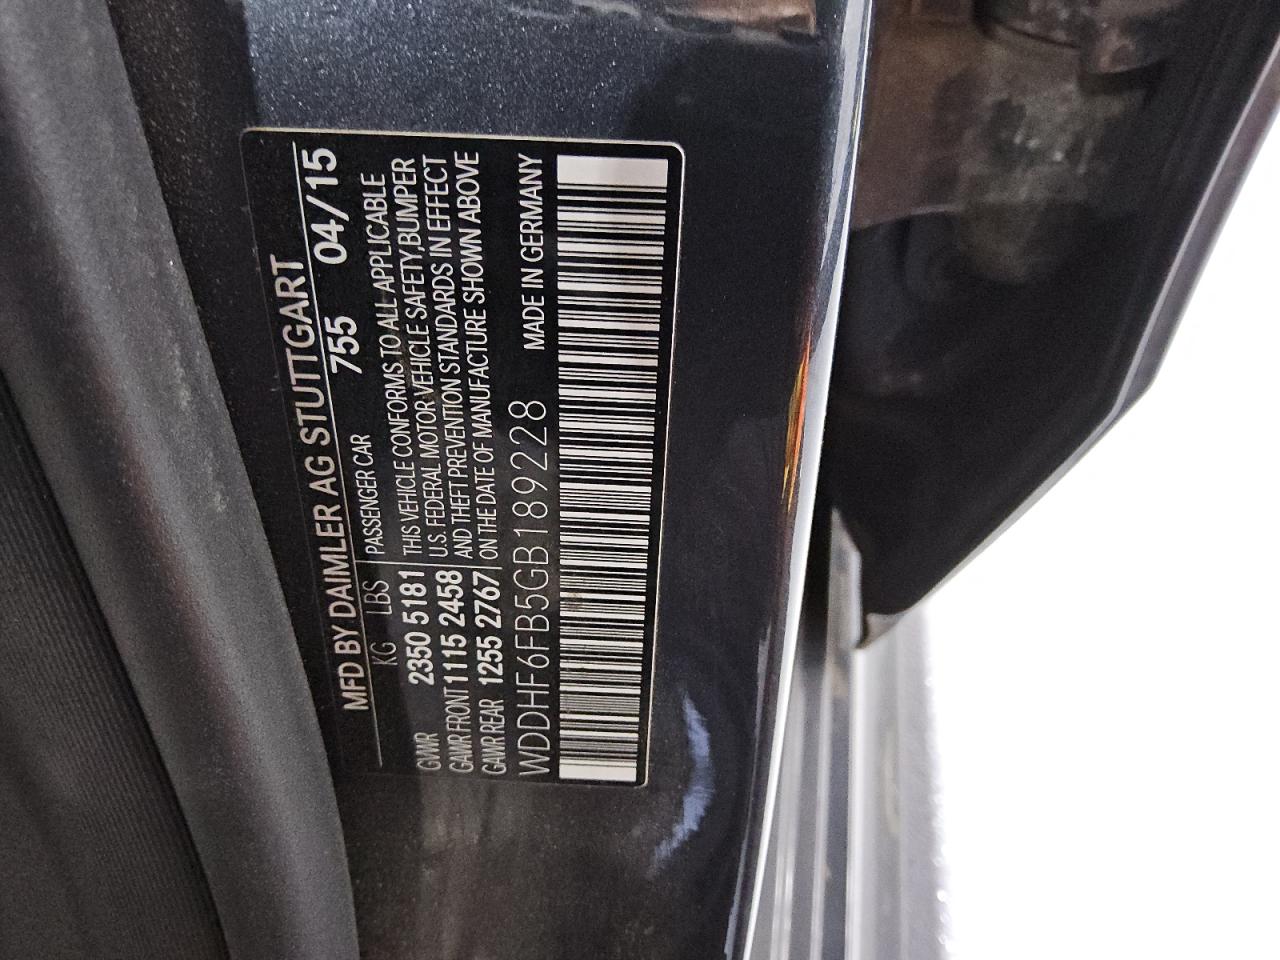 MFD BY DAIMLER AG STUTTGART
KG LBS PASSENGER CAR 755 04/15
GVWR 2350 5181 THIS VEHICLE CONFORMS TO ALL APPLICABLE
GAWR FRONT 1115 2458 U.S. FEDERAL MOTOR VEHICLE SAFETY, BUMPER
GAWR REAR 1255 2767 AND THEFT PREVENTION STANDARDS IN EFFECT
ON THE DATE OF MANUFACTURE SHOWN ABOVE
WDDHF6FB5GB189228 MADE IN GERMANY